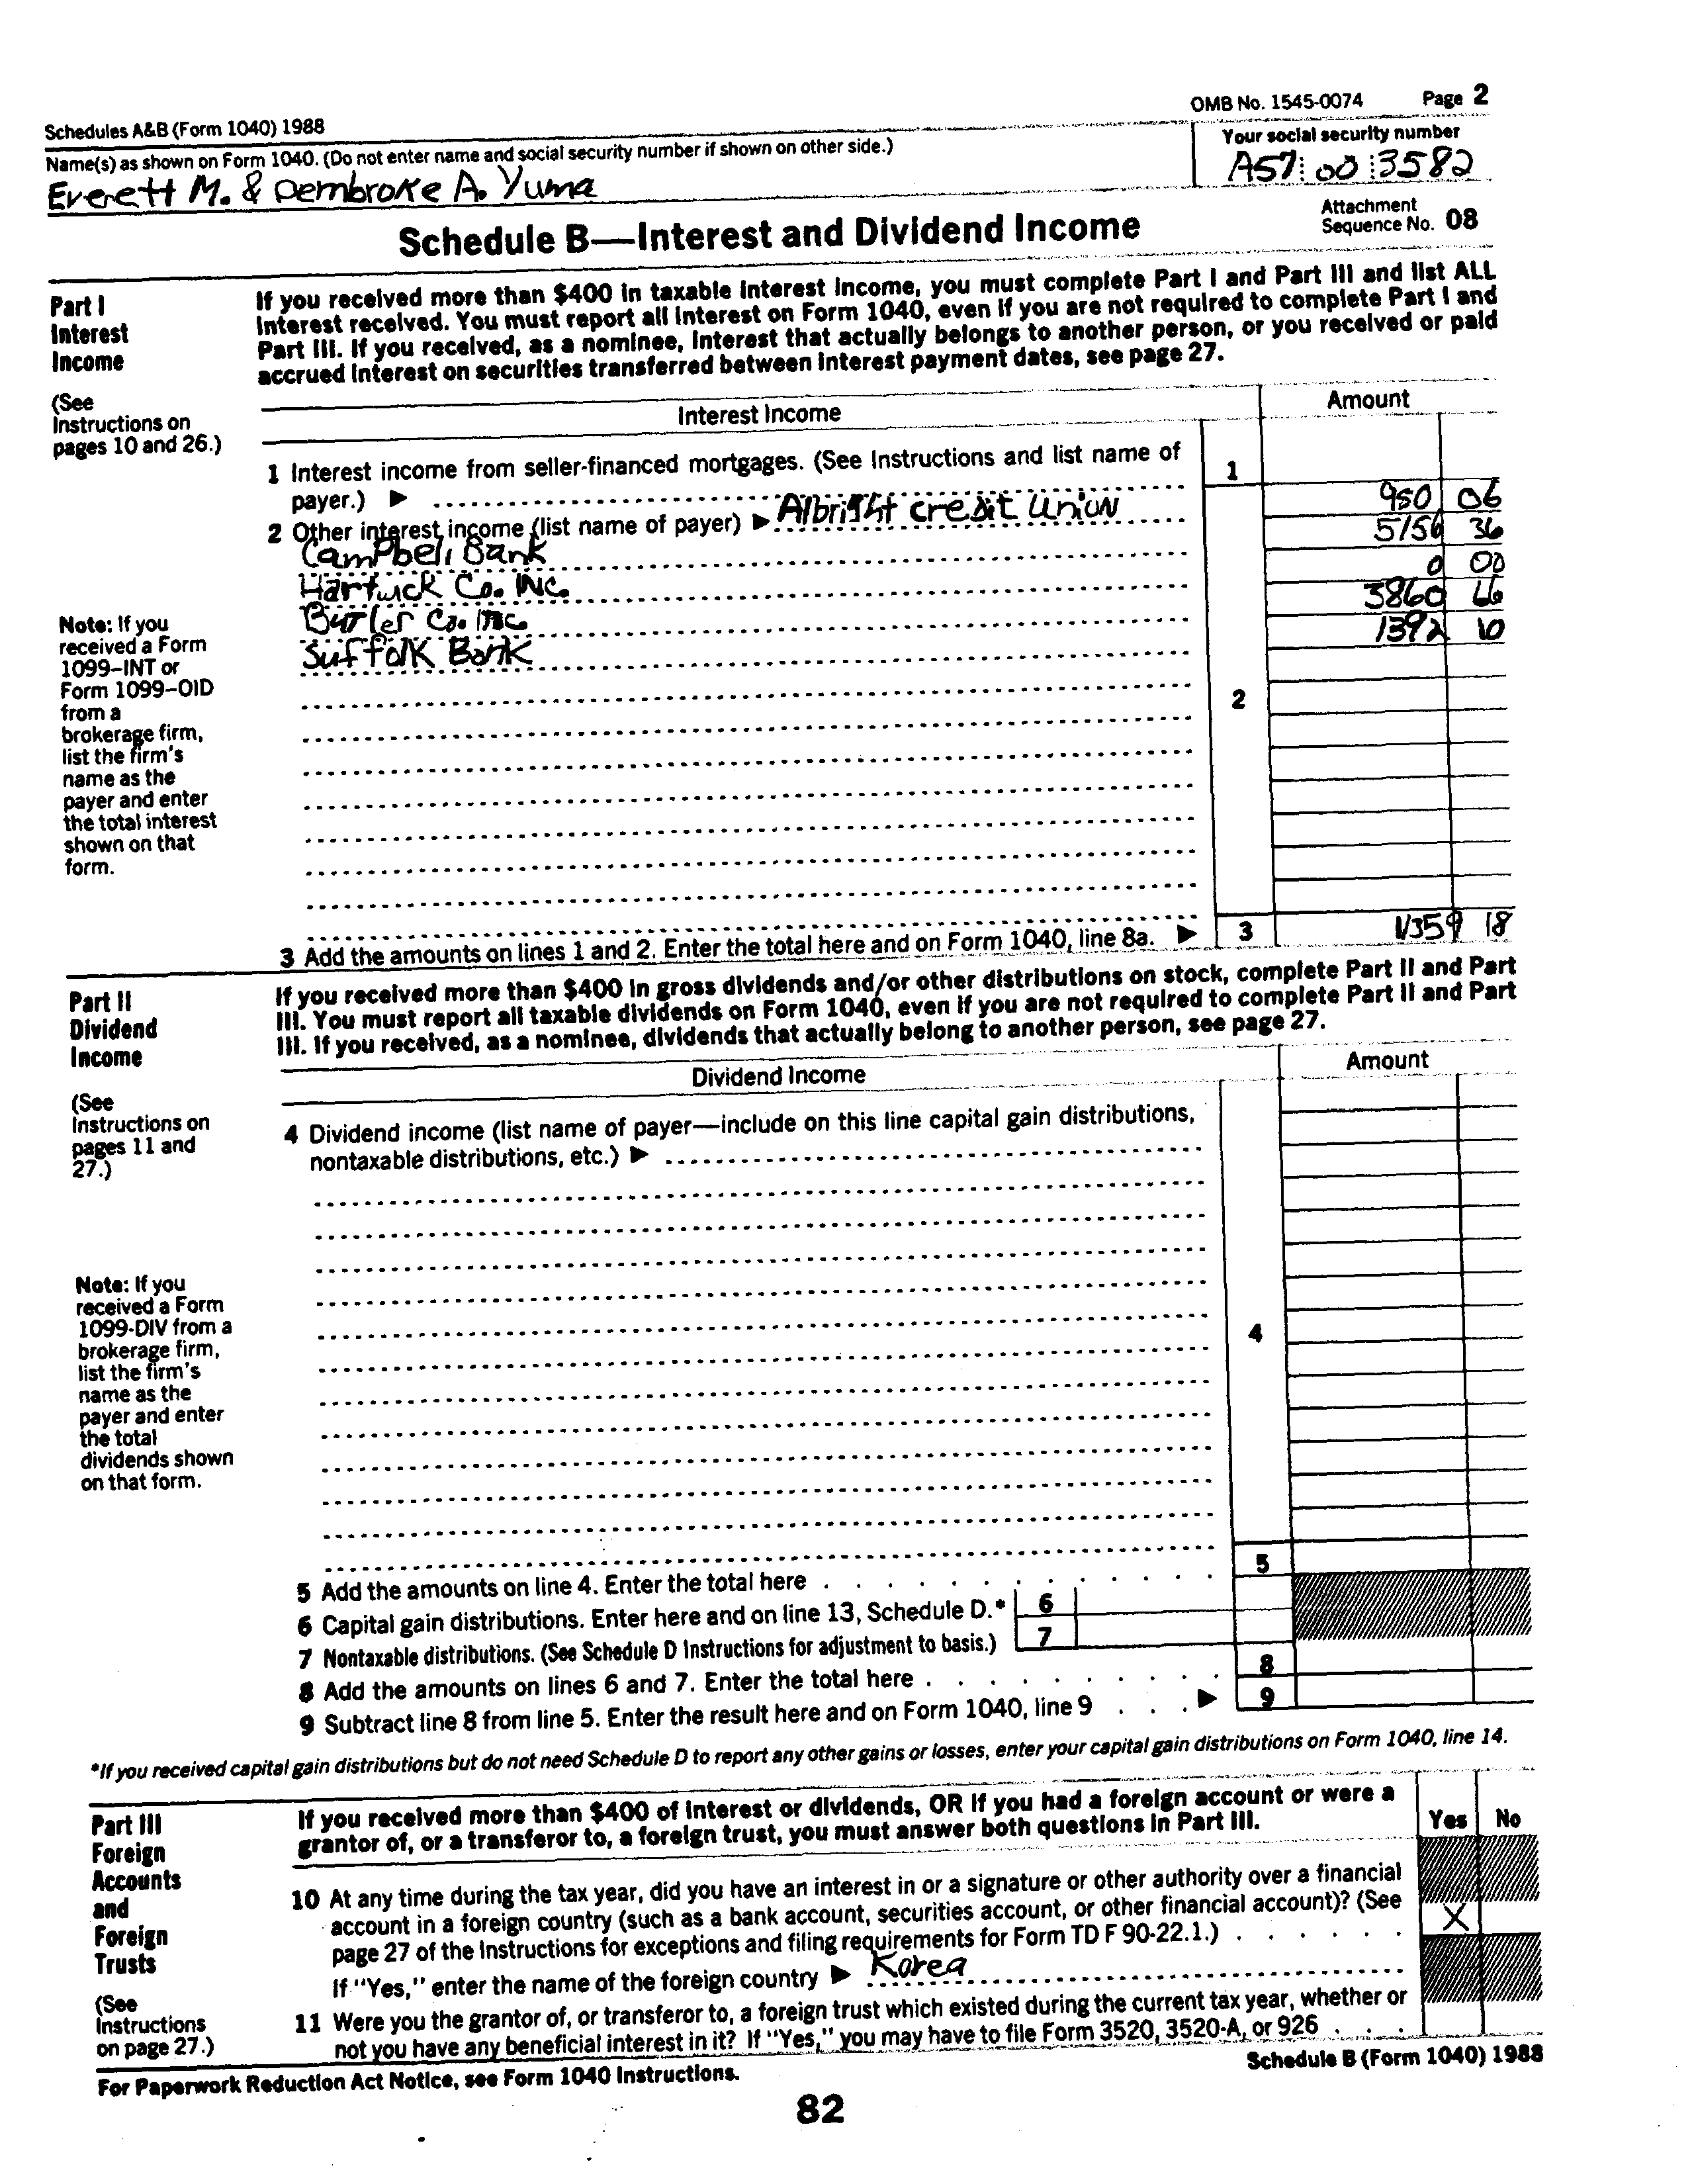 OMB No. 1545-0074 Page 2
Schedules A&B (Form 1040) 1988
Name(s) as shown on Form 1040. (Do not enter name and social security number if shown on other side.)
Your social security number
Everett M. & Pembroke A. Yuma
A57 00 3582
Schedule B—Interest and Dividend Income
Attachment
Sequence No. 08
Part I
Interest
Income
If you received more than $400 in taxable interest income, you must complete Part I and Part III and list ALL
interest received. You must report all interest on Form 1040, even if you are not required to complete Part I and
Part III. If you received, as a nominee, interest that actually belongs to another person, or you received or paid
accrued interest on securities transferred between interest payment dates, see page 27.
(See
Instructions on
pages 10 and 26.)
Interest Income
Amount
1 Interest income from seller-financed mortgages. (See Instructions and list name of
payer.) ▶
1
2 Other interest income (list name of payer) ▶ Albright credit union 950 06
Campbell Bank 5156 36
Hartwick Co. INC. 0 00
Butler Co. Inc 3860 66
Suffolk Bank 1392 10
Note: If you
received a Form
1099–INT or
Form 1099–OID
from a
brokerage firm,
list the firm's
name as the
payer and enter
the total interest
shown on that
form.
2
3 Add the amounts on lines 1 and 2. Enter the total here and on Form 1040, line 8a. ▶ 3 11359 18
Part II
Dividend
Income
If you received more than $400 in gross dividends and/or other distributions on stock, complete Part II and Part
III. You must report all taxable dividends on Form 1040, even if you are not required to complete Part II and Part
III. If you received, as a nominee, dividends that actually belong to another person, see page 27.
(See
Instructions on
pages 11 and
27.)
Dividend Income
Amount
4 Dividend income (list name of payer—include on this line capital gain distributions,
nontaxable distributions, etc.) ▶
Note: If you
received a Form
1099-DIV from a
brokerage firm,
list the firm's
name as the
payer and enter
the total
dividends shown
on that form.
4
5 Add the amounts on line 4. Enter the total here . . . . . . . . . . . . 5
6 Capital gain distributions. Enter here and on line 13, Schedule D.* 6
7 Nontaxable distributions. (See Schedule D Instructions for adjustment to basis.) 7
8 Add the amounts on lines 6 and 7. Enter the total here . . . . . . . . . 8
9 Subtract line 8 from line 5. Enter the result here and on Form 1040, line 9 . . . ▶ 9
*If you received capital gain distributions but do not need Schedule D to report any other gains or losses, enter your capital gain distributions on Form 1040, line 14.
Part III
Foreign
Accounts
and
Foreign
Trusts
(See
Instructions
on page 27.)
If you received more than $400 of interest or dividends, OR if you had a foreign account or were a
grantor of, or a transferor to, a foreign trust, you must answer both questions in Part III.
Yes No
10 At any time during the tax year, did you have an interest in or a signature or other authority over a financial
account in a foreign country (such as a bank account, securities account, or other financial account)? (See
page 27 of the Instructions for exceptions and filing requirements for Form TD F 90-22.1.) . . . . . . X
If "Yes," enter the name of the foreign country ▶ Korea
11 Were you the grantor of, or transferor to, a foreign trust which existed during the current tax year, whether or
not you have any beneficial interest in it? If "Yes," you may have to file Form 3520, 3520-A, or 926 . . .
For Paperwork Reduction Act Notice, see Form 1040 Instructions.
Schedule B (Form 1040) 1988
82